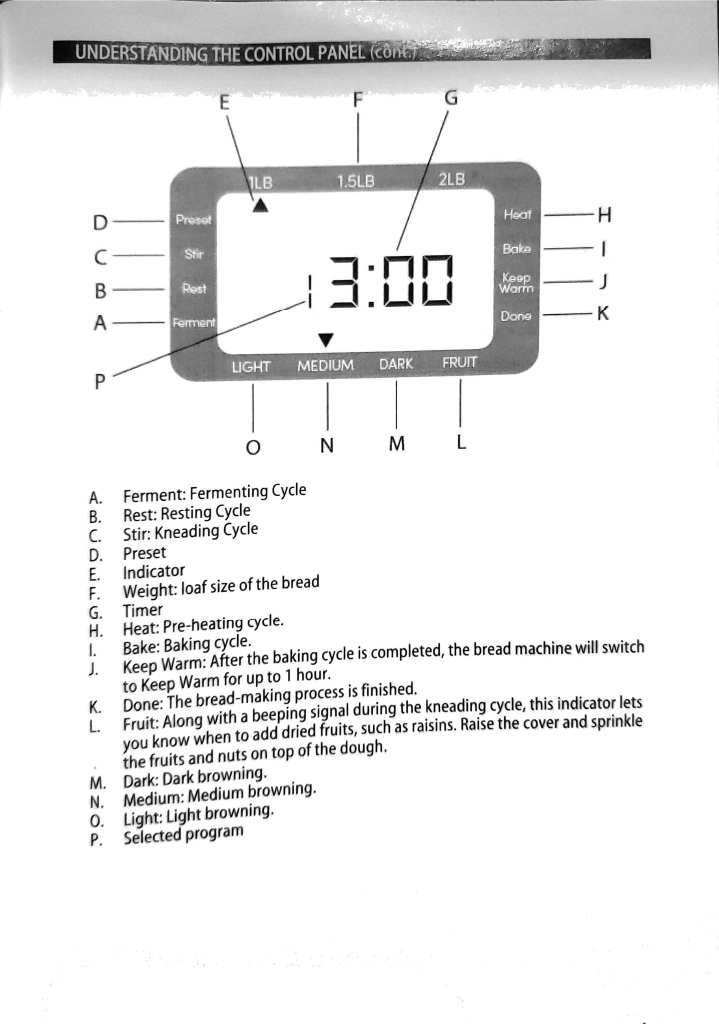 UNDERSTANDING THE CONTROL PANEL (cont.)
E F G
1LB 1.5LB 2LB
D Preset Heat H
C Stir Bake I
B Rest 1 3:00 Keep Warm J
A Ferment Done K
P
LIGHT MEDIUM DARK FRUIT
O N M L
A. Ferment: Fermenting Cycle
B. Rest: Resting Cycle
C. Stir: Kneading Cycle
D. Preset
E. Indicator
F. Weight: loaf size of the bread
G. Timer
H. Heat: Pre-heating cycle.
I. Bake: Baking cycle.
J. Keep Warm: After the baking cycle is completed, the bread machine will switch
to Keep Warm for up to 1 hour.
K. Done: The bread-making process is finished.
L. Fruit: Along with a beeping signal during the kneading cycle, this indicator lets
you know when to add dried fruits, such as raisins. Raise the cover and sprinkle
the fruits and nuts on top of the dough.
M. Dark: Dark browning.
N. Medium: Medium browning.
O. Light: Light browning.
P. Selected program